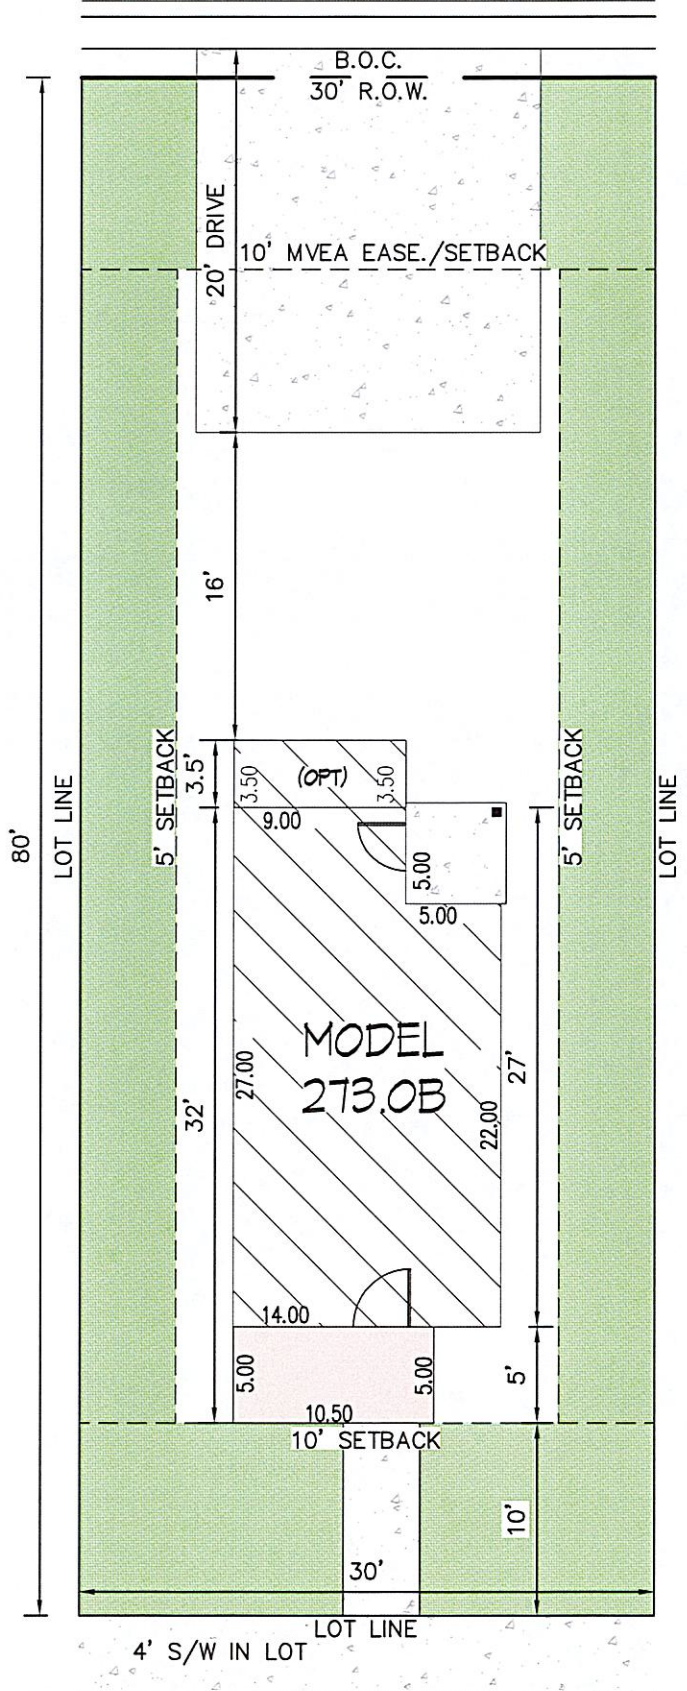 B.O.C.
30' R.O.W.
20' DRIVE
10' MVEA EASE./SETBACK
16'
80'
LOT LINE
5' SETBACK
3.5'
3.50
(OPT)
3.50
9.00
5.00
5.00
5' SETBACK
LOT LINE
MODEL
273.0B
32'
27.00
22.00
27'
14.00
5.00
5.00
5'
10.50
10' SETBACK
10'
30'
LOT LINE
4' S/W IN LOT